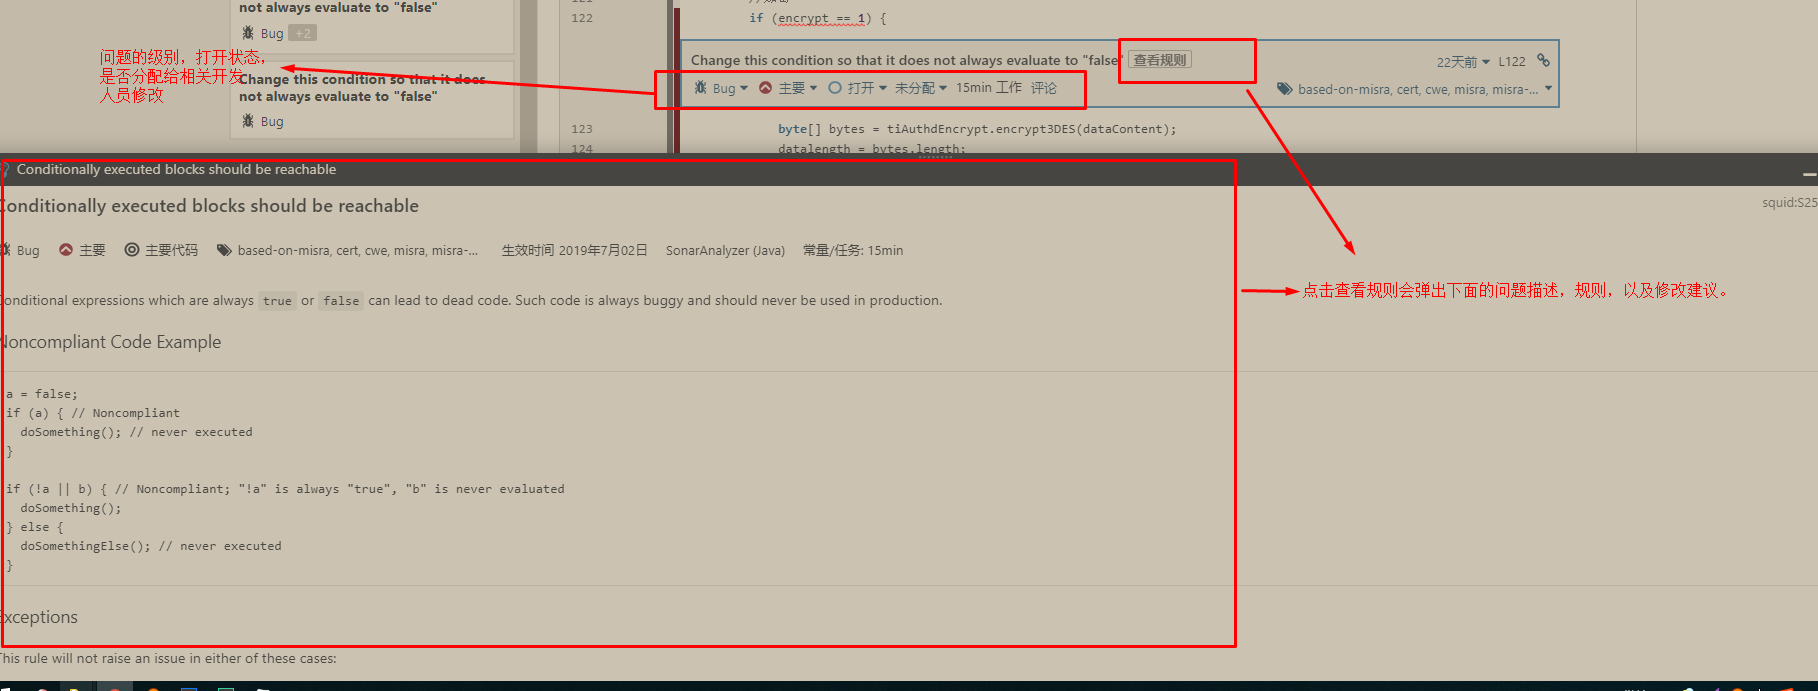 not always evaluate to "false"
Bug +2
问题的级别，打开状态，
是否分配给相关开发
人员修改
Change this condition so that it does
not always evaluate to "false"
Bug
122
if (encrypt == 1) {
Change this condition so that it does not always evaluate to "false" 查看规则
22天前 L122
Bug 主要 打开 未分配 15min 工作 评论
based-on-misra, cert, cwe, misra, misra-...
123
byte[] bytes = tiAuthdEncrypt.encrypt3DES(dataContent);
124
datalength = bytes.length;
Conditionally executed blocks should be reachable
Conditionally executed blocks should be reachable
squid:S25
Bug 主要 主要代码 based-on-misra, cert, cwe, misra, misra-... 生效时间 2019年7月02日 SonarAnalyzer (Java) 常量/任务: 15min
点击查看规则会弹出下面的问题描述，规则，以及修改建议。
Conditional expressions which are always true or false can lead to dead code. Such code is always buggy and should never be used in production.
Noncompliant Code Example
a = false;
if (a) { // Noncompliant
doSomething(); // never executed
}
if (!a || b) { // Noncompliant; "!a" is always "true", "b" is never evaluated
doSomething();
} else {
doSomethingElse(); // never executed
}
Exceptions
This rule will not raise an issue in either of these cases: